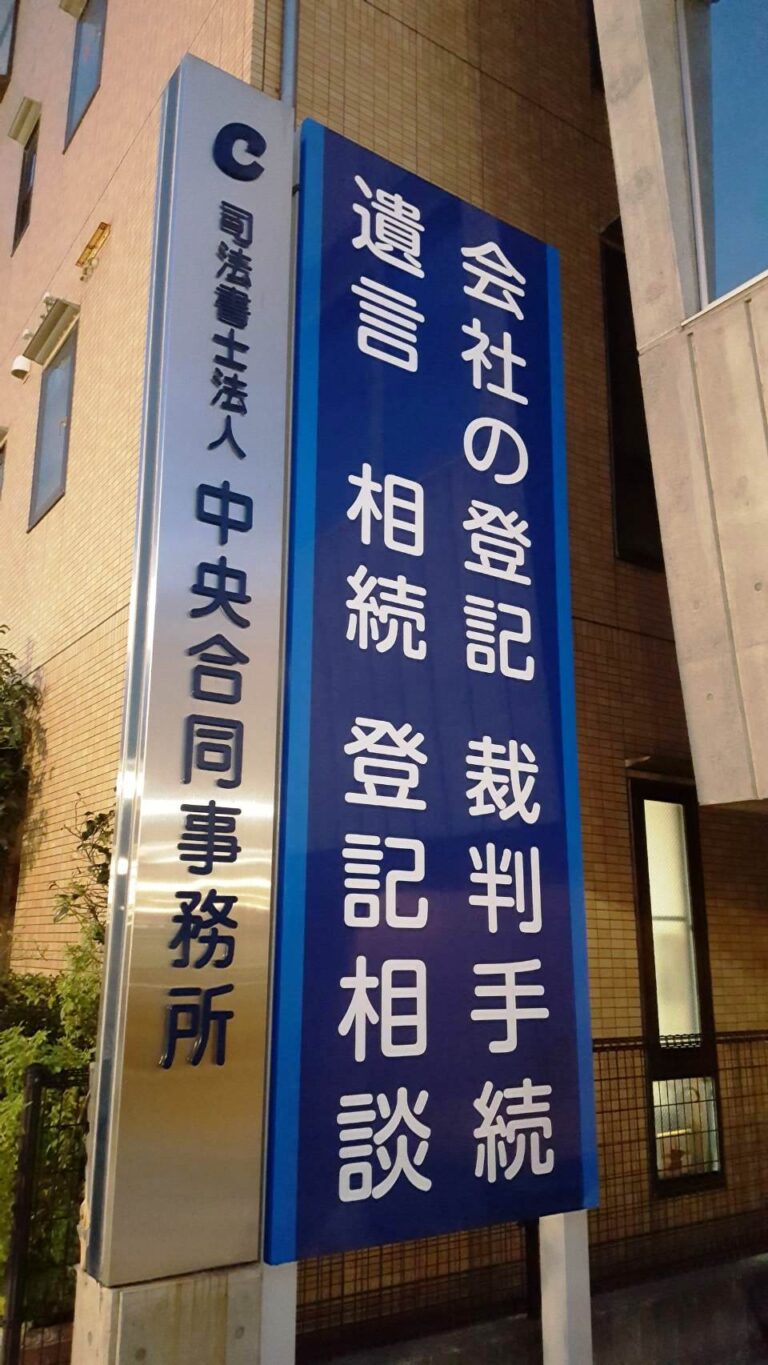 会社の登記 裁判手続
遺言 相続 登記相談
C 司法書士法人 中央合同事務所